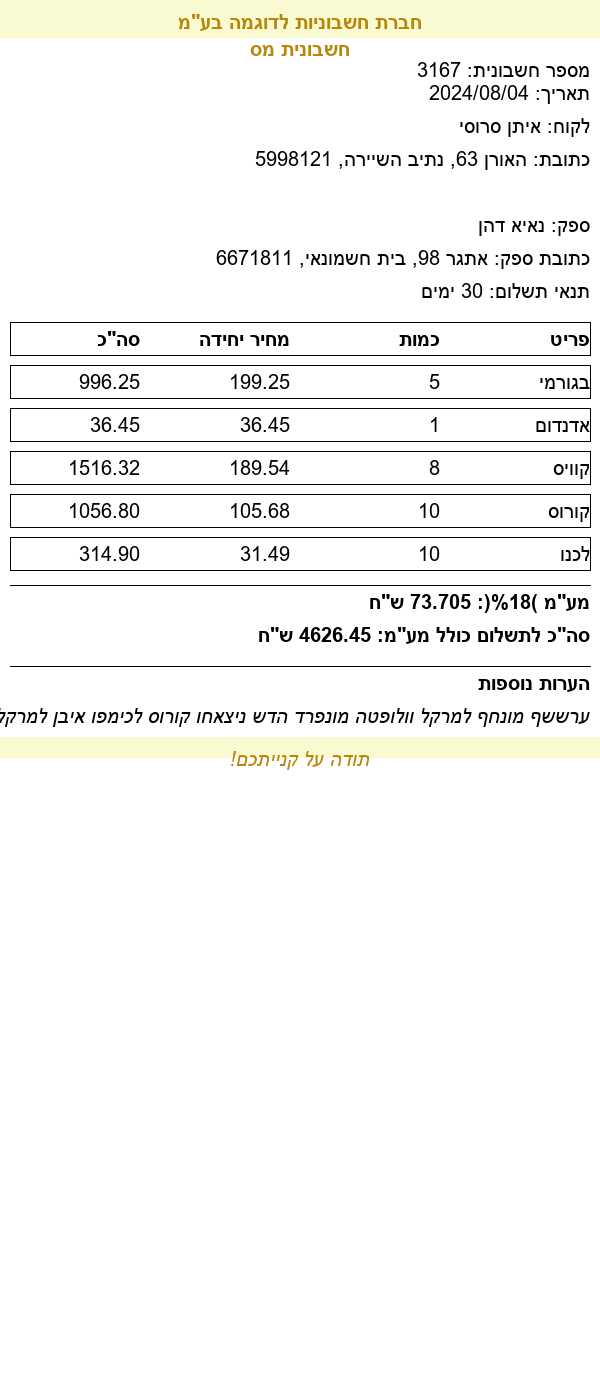 חברת חשבוניות לדוגמה בע"מ
חשבונית מס
מספר חשבונית: 3167
תאריך: 2024/08/04
לקוח: איתן סרוסי
כתובת: האורן 63, נתיב השיירה, 5998121
ספק: נאיא דהן
כתובת ספק: אתגר 98, בית חשמונאי, 6671811
תנאי תשלום: 30 ימים
פריט כמות מחיר יחידה סה"כ
בגורמי 5 199.25 996.25
אדנדום 1 36.45 36.45
קוויס 8 189.54 1516.32
קורוס 10 105.68 1056.80
לכנו 10 31.49 314.90
מע"מ )18%(: 73.705 ש"ח
סה"כ לתשלום כולל מע"מ: 4626.45 ש"ח
הערות נוספות
ערששף מונחף למרקל וולופטה מונפרד הדש ניצאחו קורוס לכימפו איבן למרקל
תודה על קנייתכם!